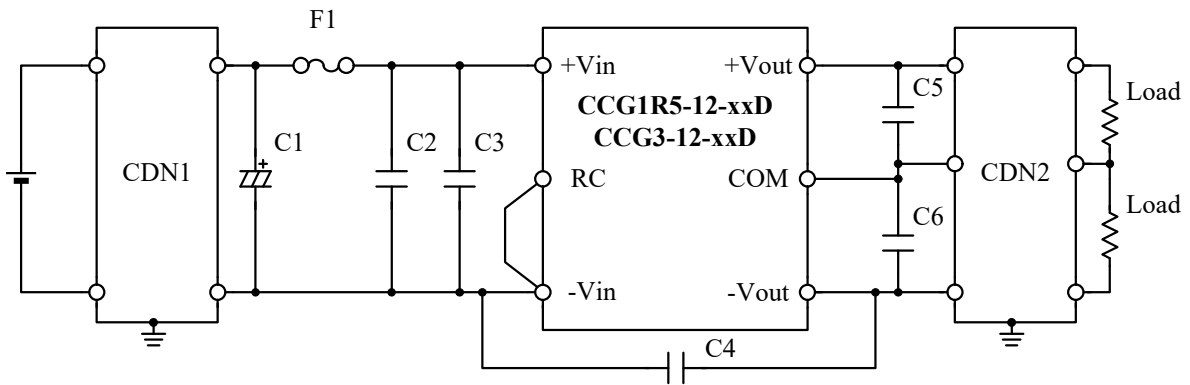 F1
+Vin
+Vout
CCG1R5-12-xxD
CCG3-12-xxD
C5
Load
CDN1
C1
+
C2
C3
RC
COM
CDN2
C6
Load
-Vin
-Vout
C4